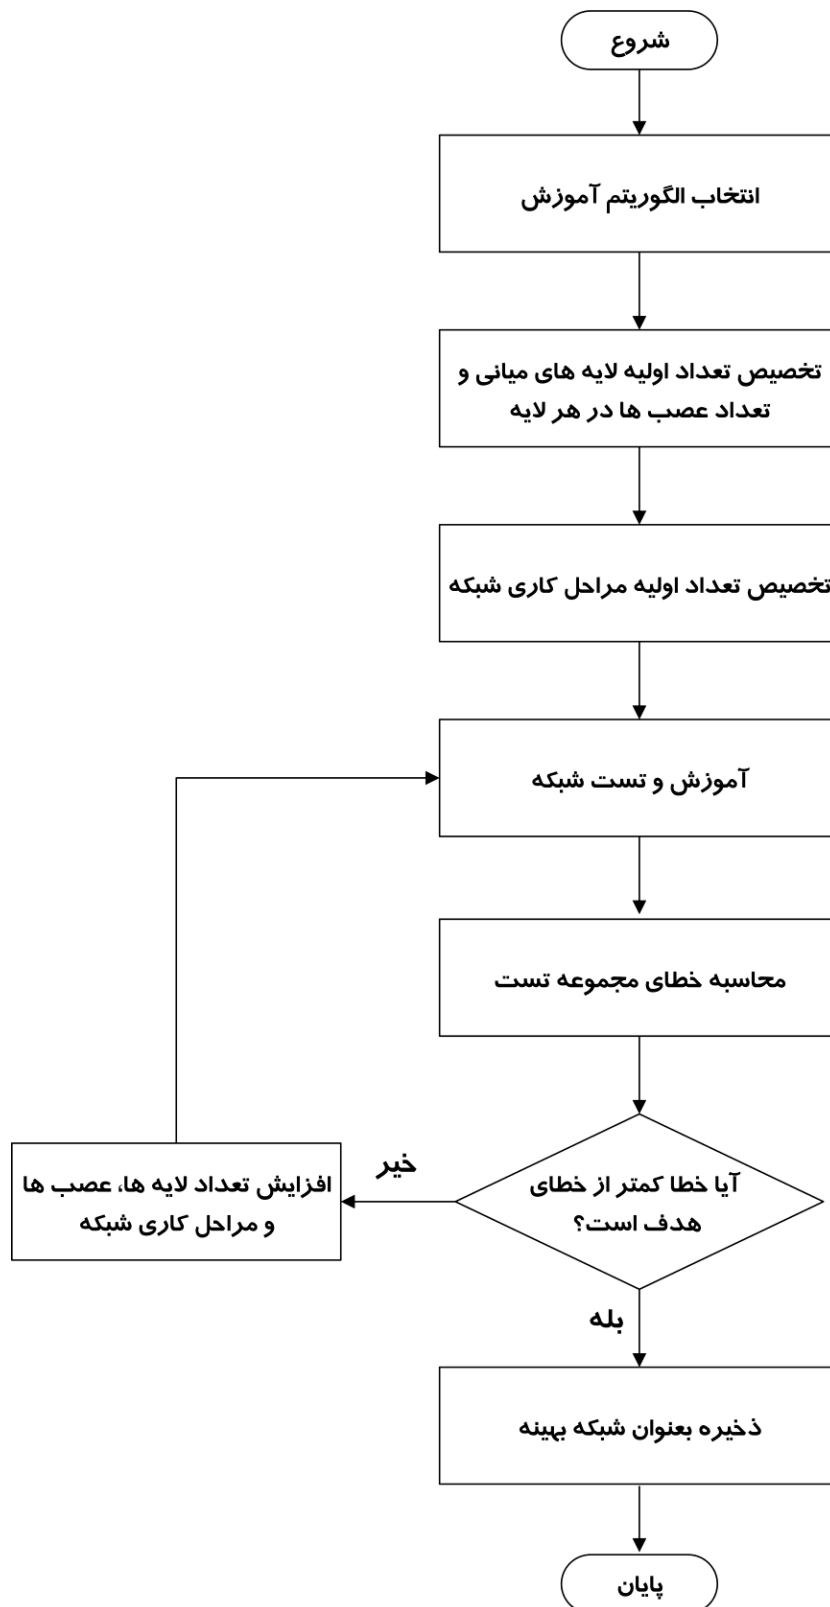 شروع
انتخاب الگوریتم آموزش
تخصیص تعداد اولیه لایه های میانی و
تعداد عصب ها در هر لایه
تخصیص تعداد اولیه مراحل کاری شبکه
آموزش و تست شبکه
محاسبه خطای مجموعه تست
آیا خطا کمتر از خطای
هدف است؟
خیر
افزایش تعداد لایه ها، عصب ها
و مراحل کاری شبکه
بله
ذخیره بعنوان شبکه بهینه
پایان